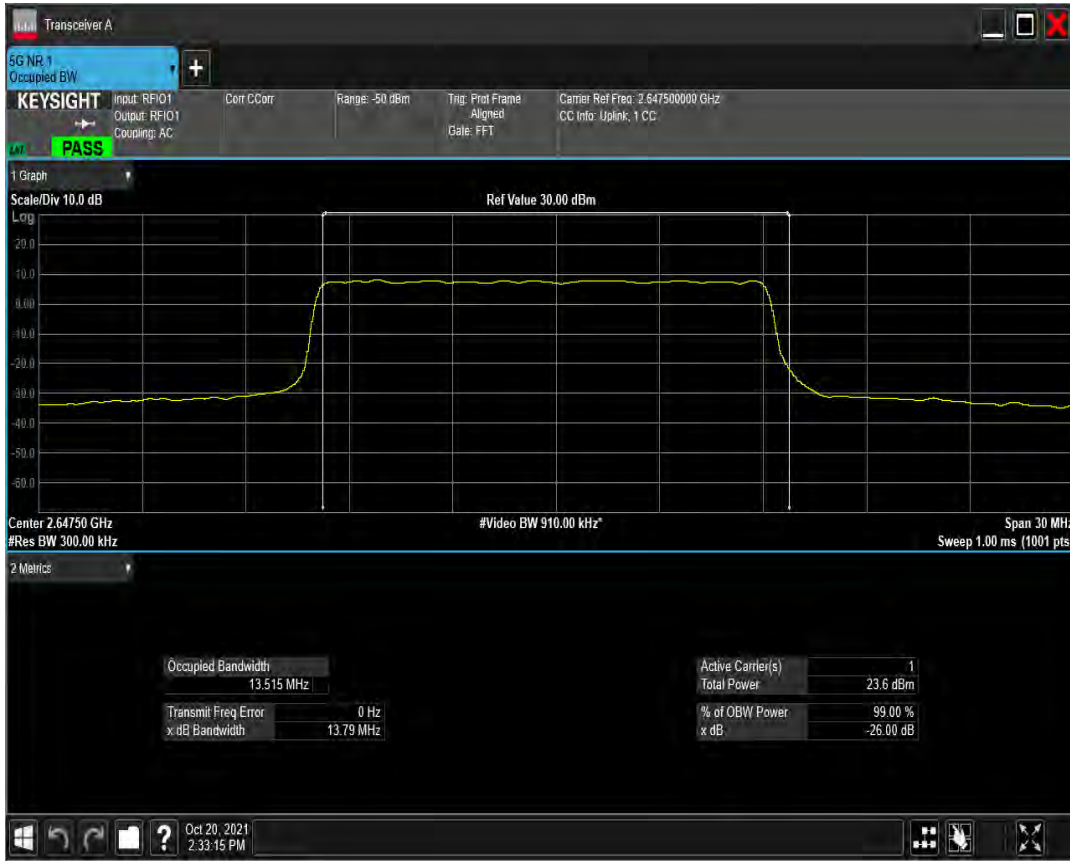 Transceiver A
5G NR 1
Occupied BW
+
KEYSIGHT
PASS
Input: RFIO1
Output: RFIO1
Coupling: AC
Corr CCorr
Range: -50 dBm
Trig: Prot Frame
Aligned
Gate: FFT
Carrier Ref Freq: 2.647500000 GHz
CC Info: Uplink, 1 CC
1 Graph
Scale/Div 10.0 dB
Ref Value 30.00 dBm
Log
20.0
10.0
0.00
-10.0
-20.0
-30.0
-40.0
-50.0
-60.0
Center 2.64750 GHz
#Video BW 910.00 kHz*
Span 30 MHz
#Res BW 300.00 kHz
Sweep 1.00 ms (1001 pts
2 Metrics
Occupied Bandwidth
13.515 MHz
Transmit Freq Error 0 Hz
x dB Bandwidth 13.79 MHz
Active Carrier(s) 1
Total Power 23.6 dBm
% of OBW Power 99.00 %
x dB -26.00 dB
?
Oct 20, 2021
2:33:15 PM